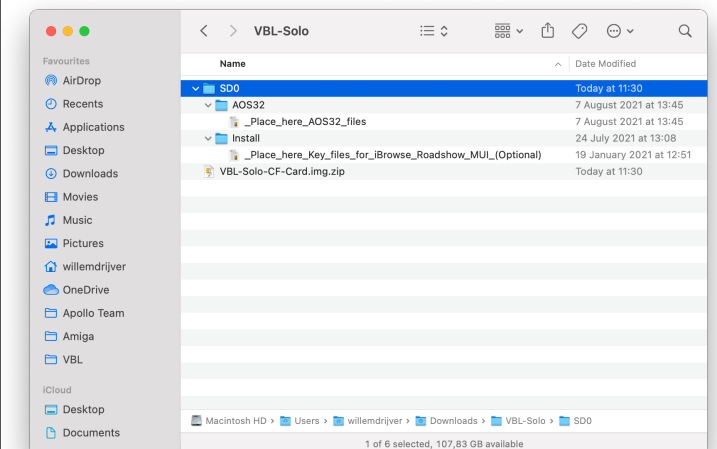 VBL-Solo
Favourites
AirDrop
Recents
Applications
Desktop
Downloads
Movies
Music
Pictures
willemdrijver
OneDrive
Apollo Team
Amiga
VBL
iCloud
Desktop
Documents
Name Date Modified
SD0 Today at 11:30
AOS32 7 August 2021 at 13:45
_Place_here_AOS32_files 7 August 2021 at 13:45
Install 24 July 2021 at 13:08
_Place_here_Key_files_for_iBrowse_Roadshow_MUI_(Optional) 19 January 2021 at 12:51
VBL-Solo-CF-Card.img.zip Today at 11:30
Macintosh HD › Users › willemdrijver › Downloads › VBL-Solo › SD0
1 of 6 selected, 107,83 GB available